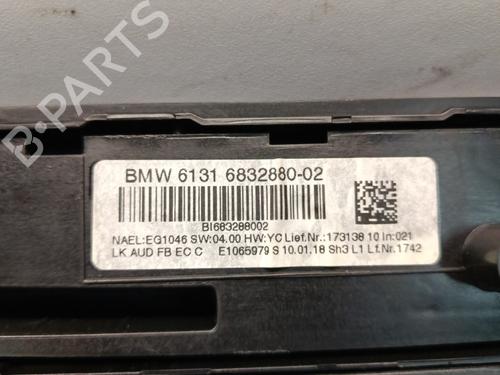 B-PARTS
BMW 6131 6832880-02
BI683288002
NAEL:EG1046 SW:04.00 HW:YC Lief.Nr.:173138 10 In:021
LK AUD FB EC C E1065979 S 10.01.18 Sh3 L1 Lf.Nr.1742